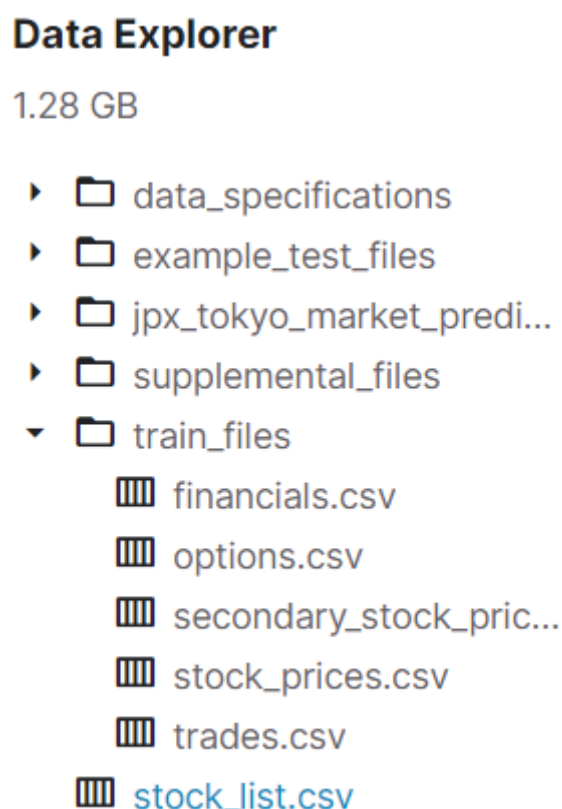 Data Explorer
1.28 GB
data_specifications
example_test_files
jpx_tokyo_market_predi...
supplemental_files
train_files
financials.csv
options.csv
secondary_stock_pric...
stock_prices.csv
trades.csv
stock_list.csv